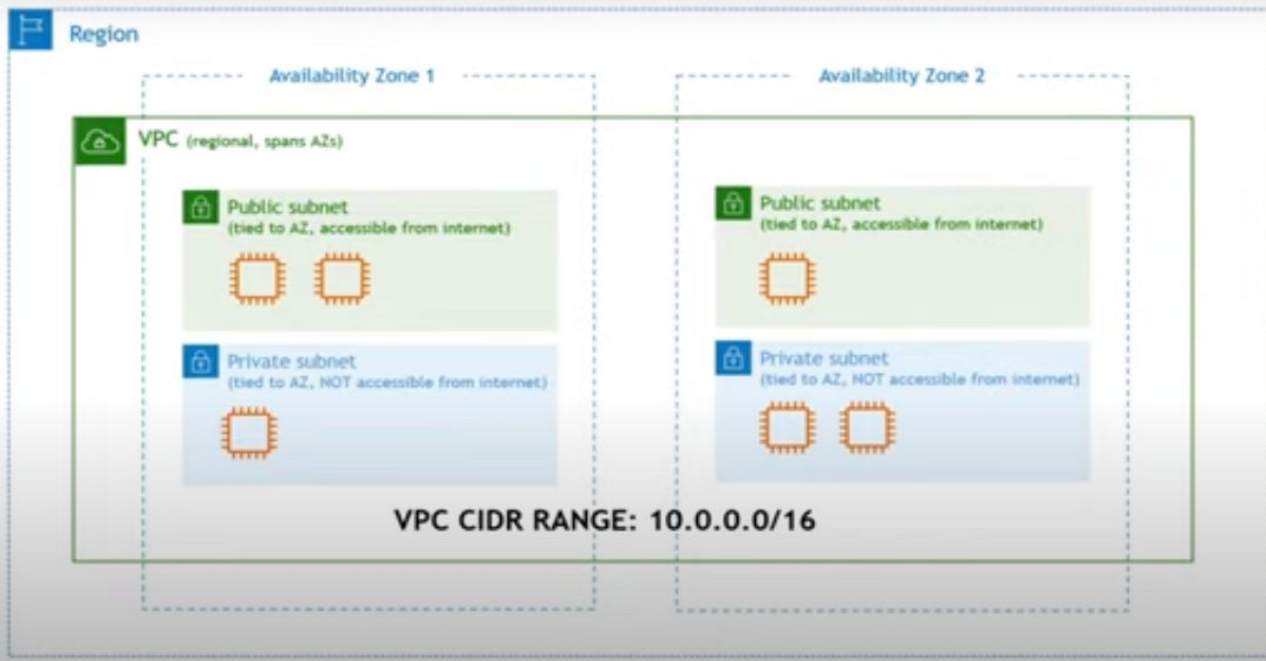 Region
Availability Zone 1
Availability Zone 2
VPC (regional, spans AZs)
Public subnet
(tied to AZ, accessible from internet)
Public subnet
(tied to AZ, accessible from internet)
Private subnet
(tied to AZ, NOT accessible from internet)
Private subnet
(tied to AZ, NOT accessible from internet)
VPC CIDR RANGE: 10.0.0.0/16